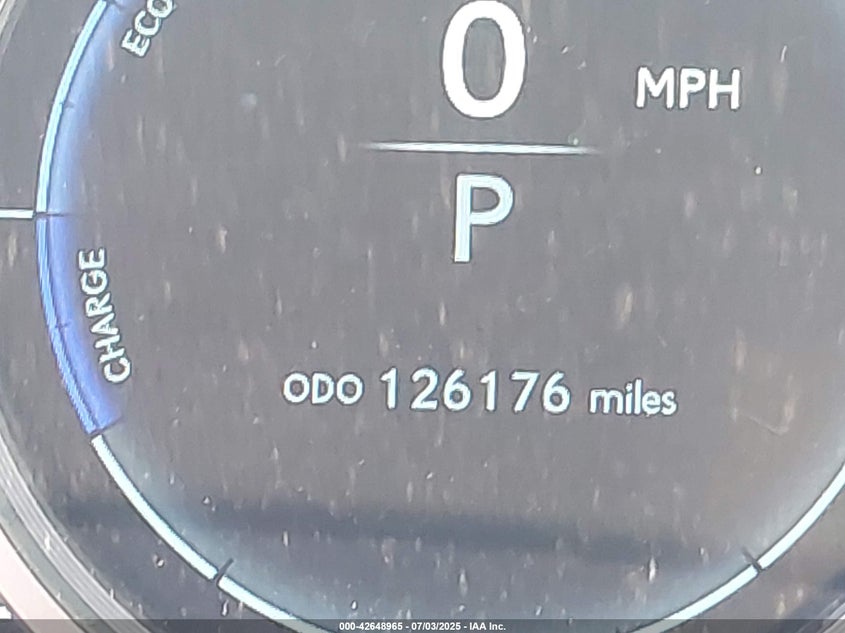 ECO
0
MPH
P
CHARGE
ODO 126176 miles
000-42648965 - 07/03/2025 - IAA Inc.